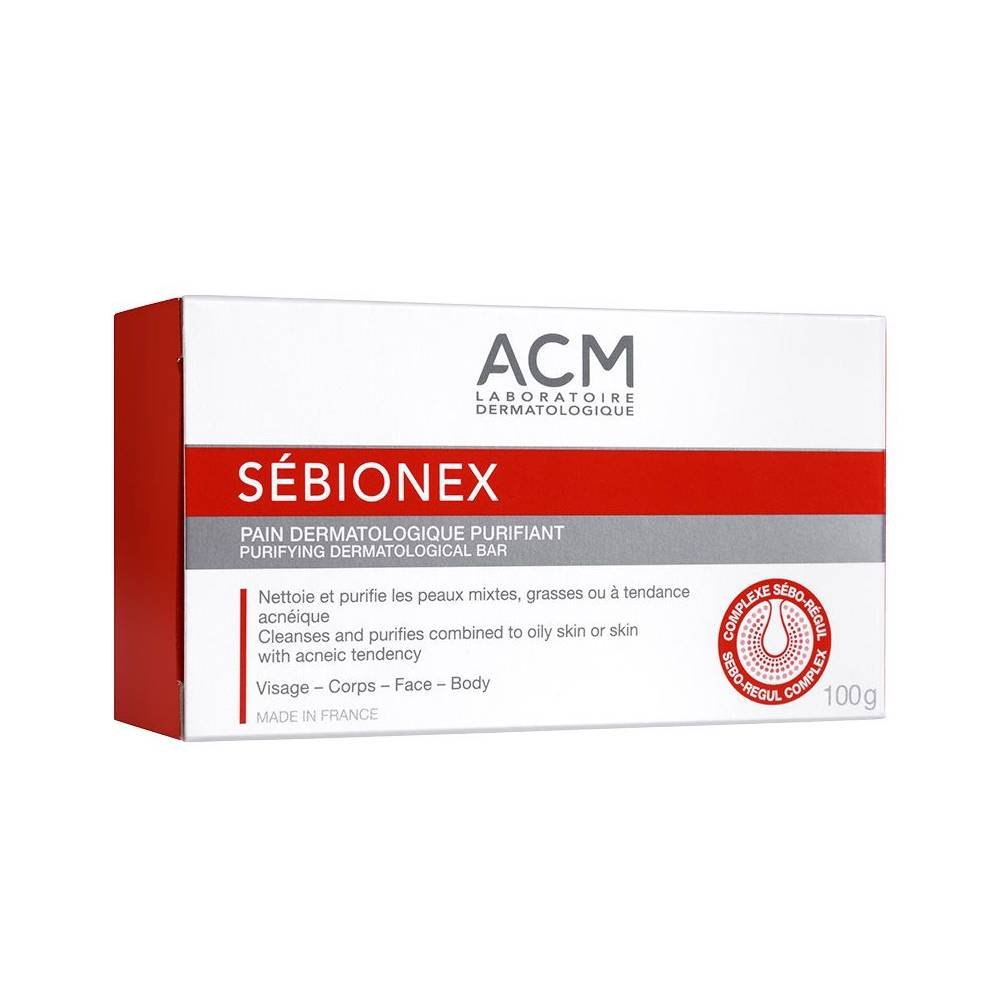 ACM
LABORATOIRE
DERMATOLOGIQUE
SÉBIONEX
PAIN DERMATOLOGIQUE PURIFIANT
PURIFYING DERMATOLOGICAL BAR
Nettoie et purifie les peaux mixtes, grasses ou à tendance
acnéique
Cleanses and purifies combined to oily skin or skin
with acneic tendency
Visage – Corps – Face – Body
MADE IN FRANCE
COMPLEXE SÉBO-RÉGUL
SEBO-REGUL COMPLEX
100g